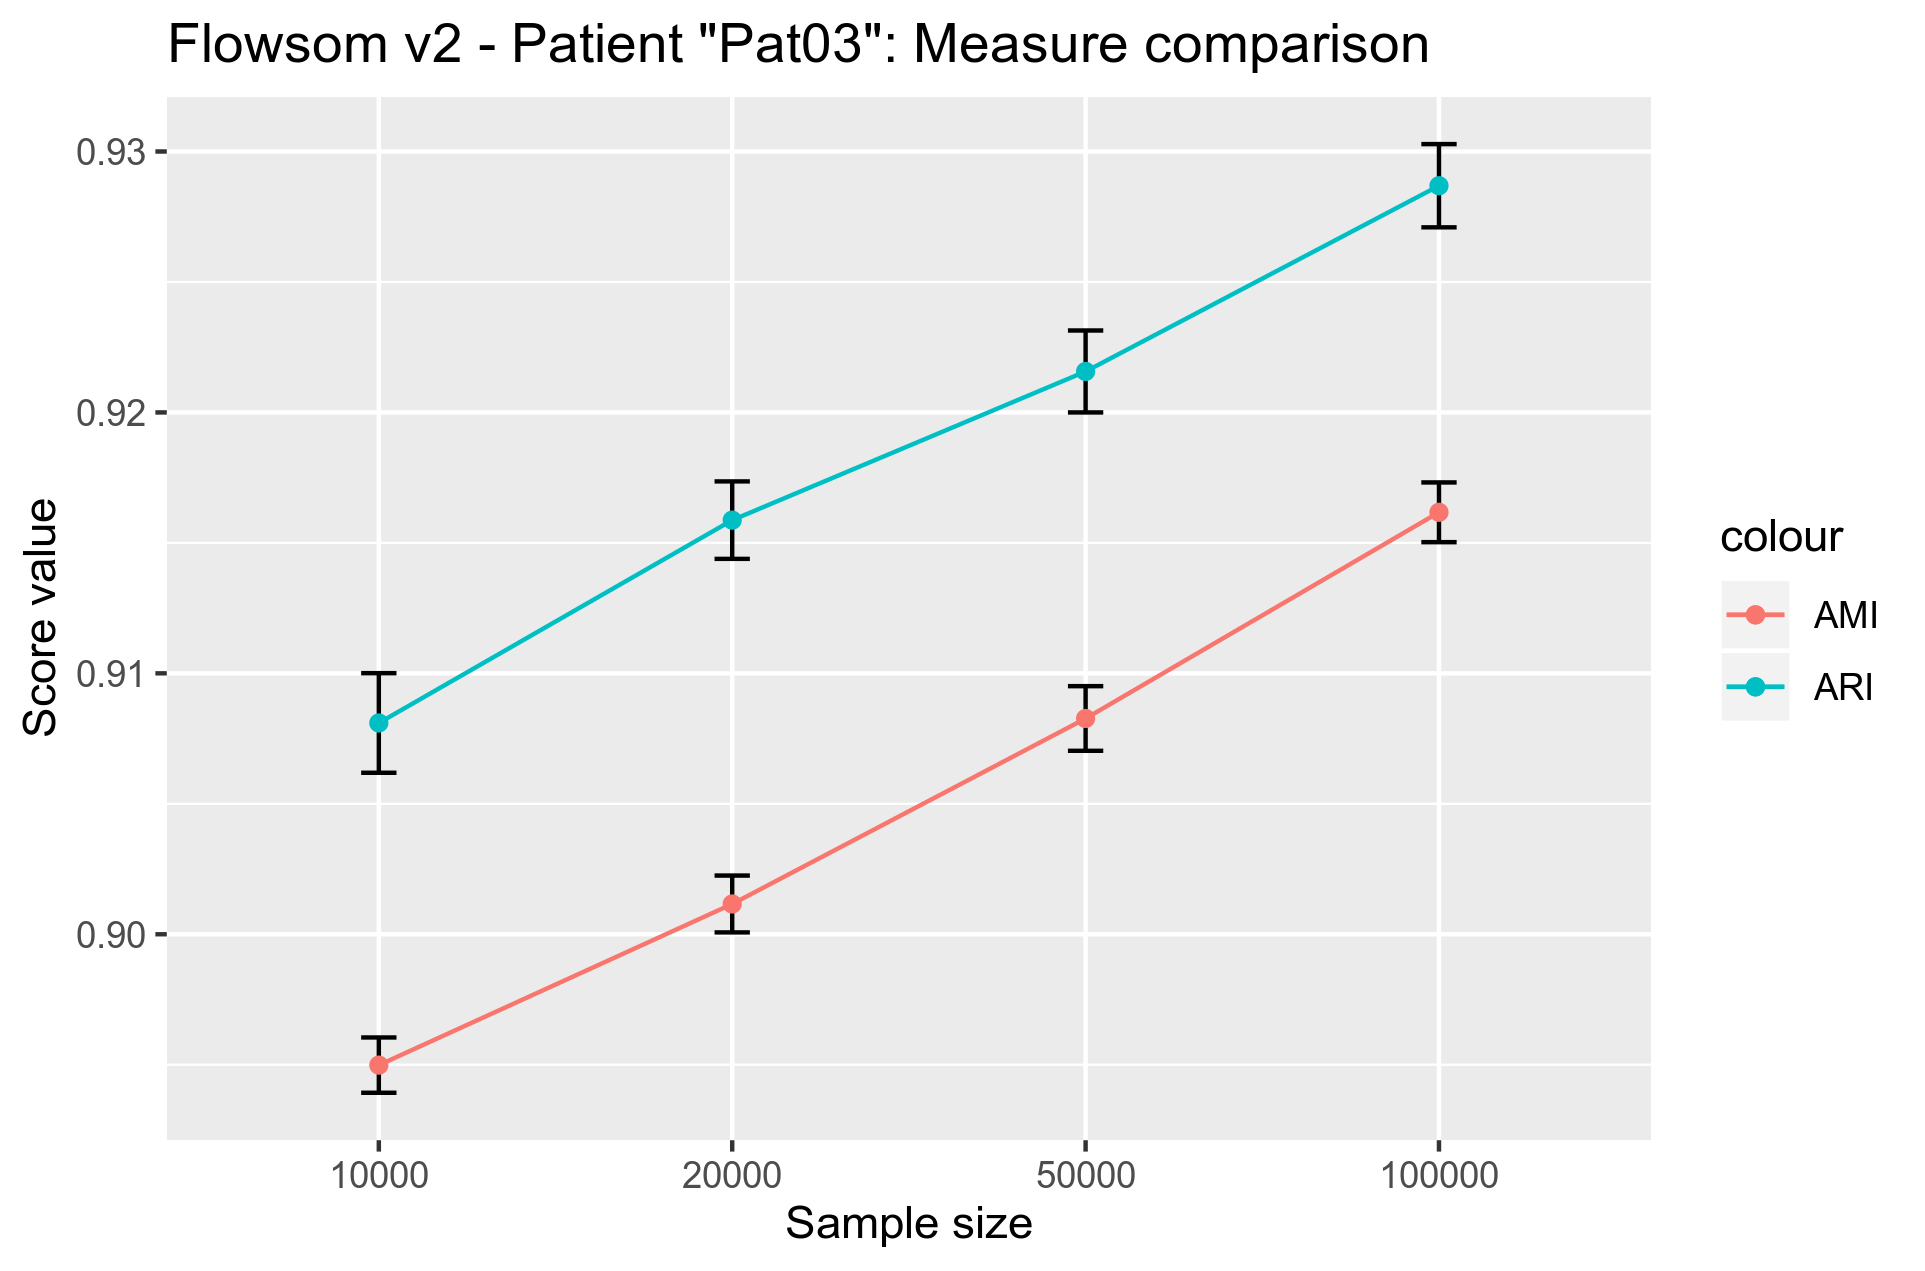 Flowsom v2 - Patient "Pat03": Measure comparison
0.93
0.92
0.91
0.90
Score value
10000 20000 50000 100000
Sample size
colour
AMI
ARI